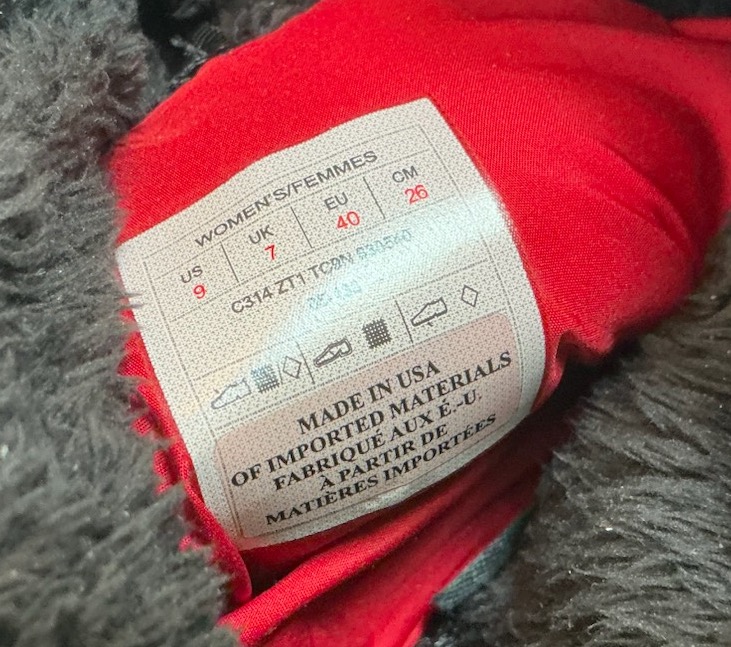 WOMEN'S/FEMMES
US UK EU CM
9 7 40 26
C314 ZT1 TCBN
MADE IN USA
OF IMPORTED MATERIALS
FABRIQUÉ AUX É.-U.
À PARTIR DE
MATIÈRES IMPORTÉES